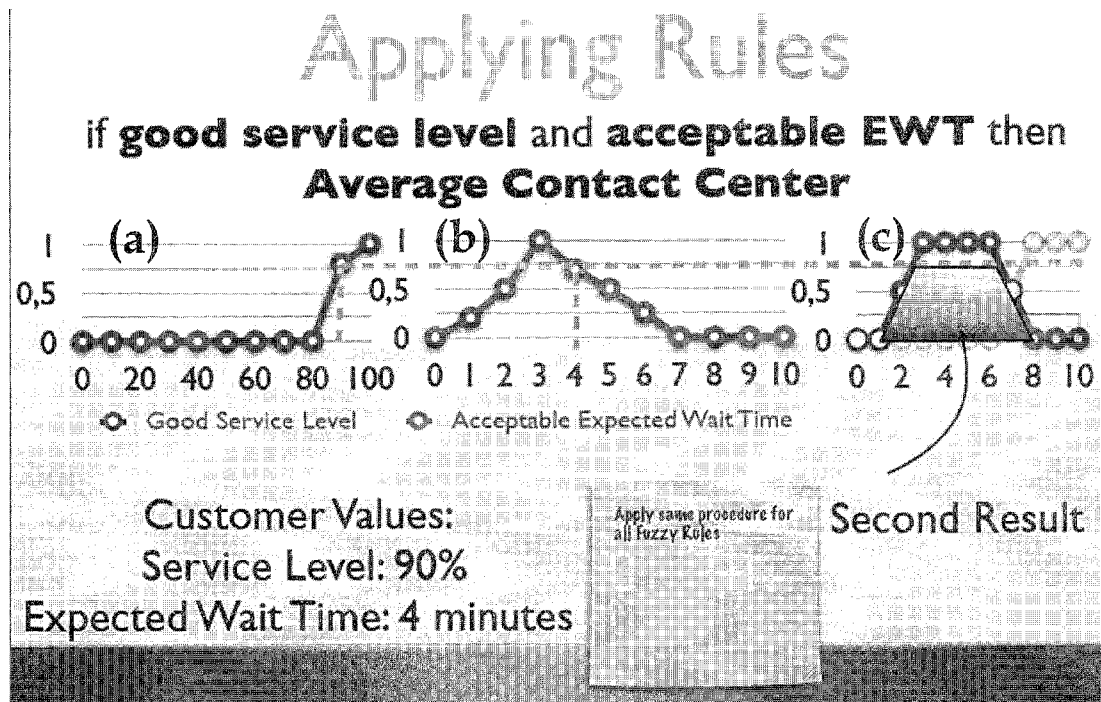 Applying Rules
if good service level and acceptable EWT then
Average Contact Center
(a) (b) (c)
1 1 1
0,5 0,5 0,5
0 0 0
0 20 40 60 80 100 0 1 2 3 4 5 6 7 8 9 10 0 2 4 6 8 10
Good Service Level Acceptable Expected Wait Time
Customer Values:
Service Level: 90%
Expected Wait Time: 4 minutes
Apply same procedure for
all Fuzzy Rules
Second Result